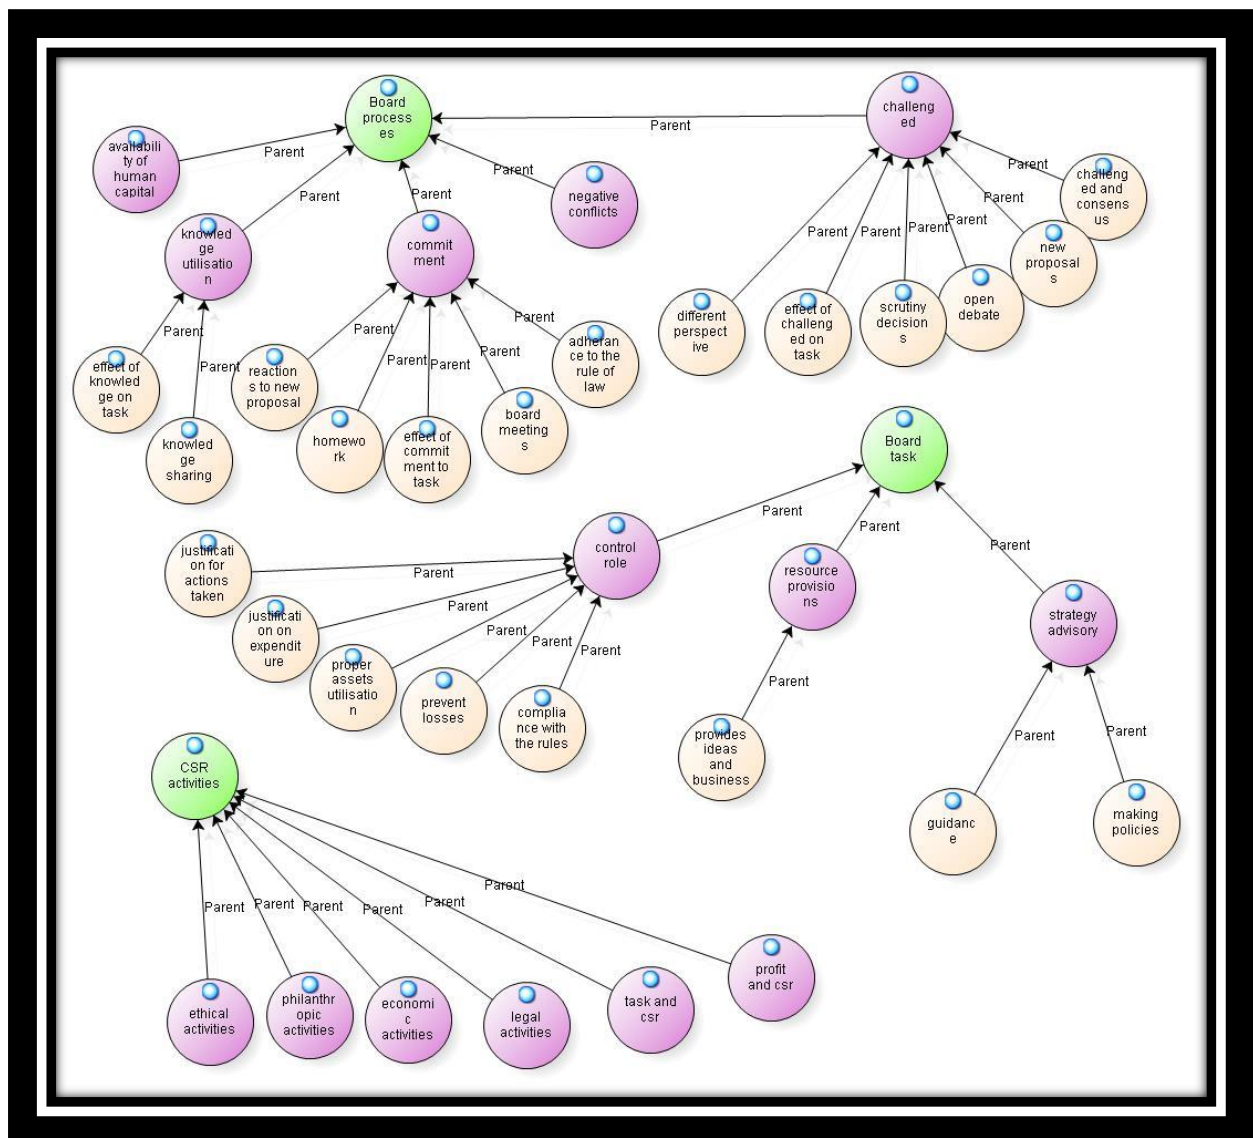 Board
process
es
challeng
ed
availabili
ty of
human
capital
Parent
Parent
Parent
Parent
Parent
negative
conflicts
knowled
ge
utilisatio
n
commit
ment
challeng
ed and
consens
us
Parent
Parent
Parent
Parent
Parent
Parent
new
proposal
s
different
perspect
ive
effect of
challeng
ed on
task
scrutiny
decision
s
open
debate
Parent
Parent
Parent
Parent
Parent
Parent
Parent
effect of
knowled
ge on
task
knowled
ge
sharing
reaction
s to new
proposal
homewo
rk
effect of
commit
ment to
task
board
meeting
s
adheran
ce to the
rule of
law
Board
task
Parent
Parent
Parent
control
role
resource
provisio
ns
strategy
advisory
justificati
on for
actions
taken
justificati
on on
expendit
ure
proper
assets
utilisatio
n
prevent
losses
complia
nce with
the rules
Parent
Parent
Parent
Parent
Parent
Parent
Parent
Parent
provides
ideas
and
business
guidanc
e
making
policies
CSR
activities
Parent
Parent
Parent
Parent
Parent
Parent
ethical
activities
philanthr
opic
activities
economi
c
activities
legal
activities
task and
csr
profit
and csr